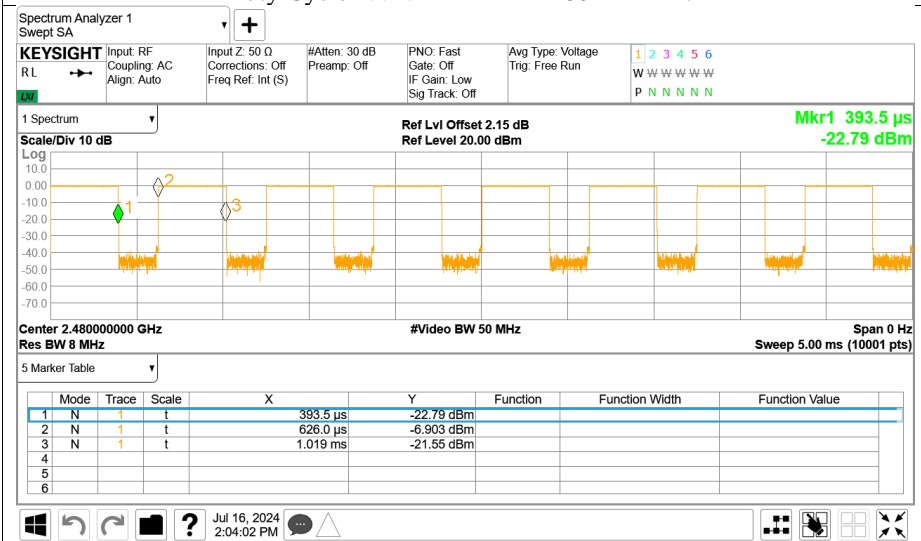 Spectrum Analyzer 1
Swept SA
KEYSIGHT
RL
LXI
Input: RF
Coupling: AC
Align: Auto
Input Z: 50 Ω
Corrections: Off
Freq Ref: Int (S)
#Atten: 30 dB
Preamp: Off
PNO: Fast
Gate: Off
IF Gain: Low
Sig Track: Off
Avg Type: Voltage
Trig: Free Run
1 2 3 4 5 6
W W W W W W
P N N N N N
1 Spectrum
Scale/Div 10 dB
Ref Lvl Offset 2.15 dB
Ref Level 20.00 dBm
Mkr1 393.5 µs
-22.79 dBm
Log
10.0
0.00
-10.0
-20.0
-30.0
-40.0
-50.0
-60.0
-70.0
1
2
3
Center 2.480000000 GHz
#Video BW 50 MHz
Span 0 Hz
Res BW 8 MHz
Sweep 5.00 ms (10001 pts)
5 Marker Table
Mode Trace Scale X Y Function Function Width Function Value
1 N 1 t 393.5 µs -22.79 dBm
2 N 1 t 626.0 µs -6.903 dBm
3 N 1 t 1.019 ms -21.55 dBm
4
5
6
?
Jul 16, 2024
2:04:02 PM